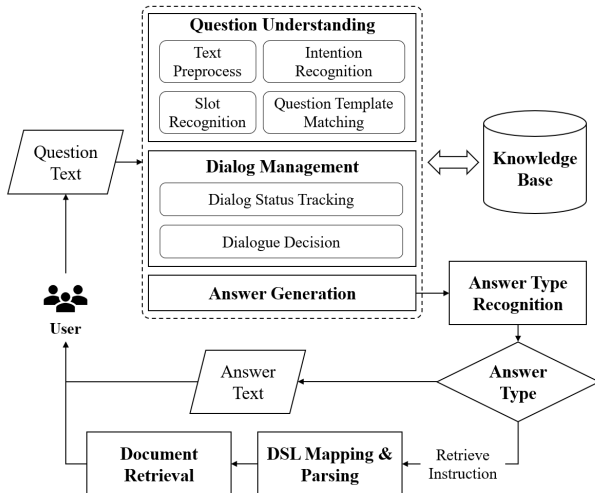 Question Understanding
Text
Preprocess
Intention
Recognition
Slot
Recognition
Question Template
Matching
Question
Text
Dialog Management
Dialog Status Tracking
Dialogue Decision
Knowledge
Base
Answer Generation
Answer Type
Recognition
User
Answer
Text
Answer
Type
Document
Retrieval
DSL Mapping &
Parsing
Retrieve
Instruction